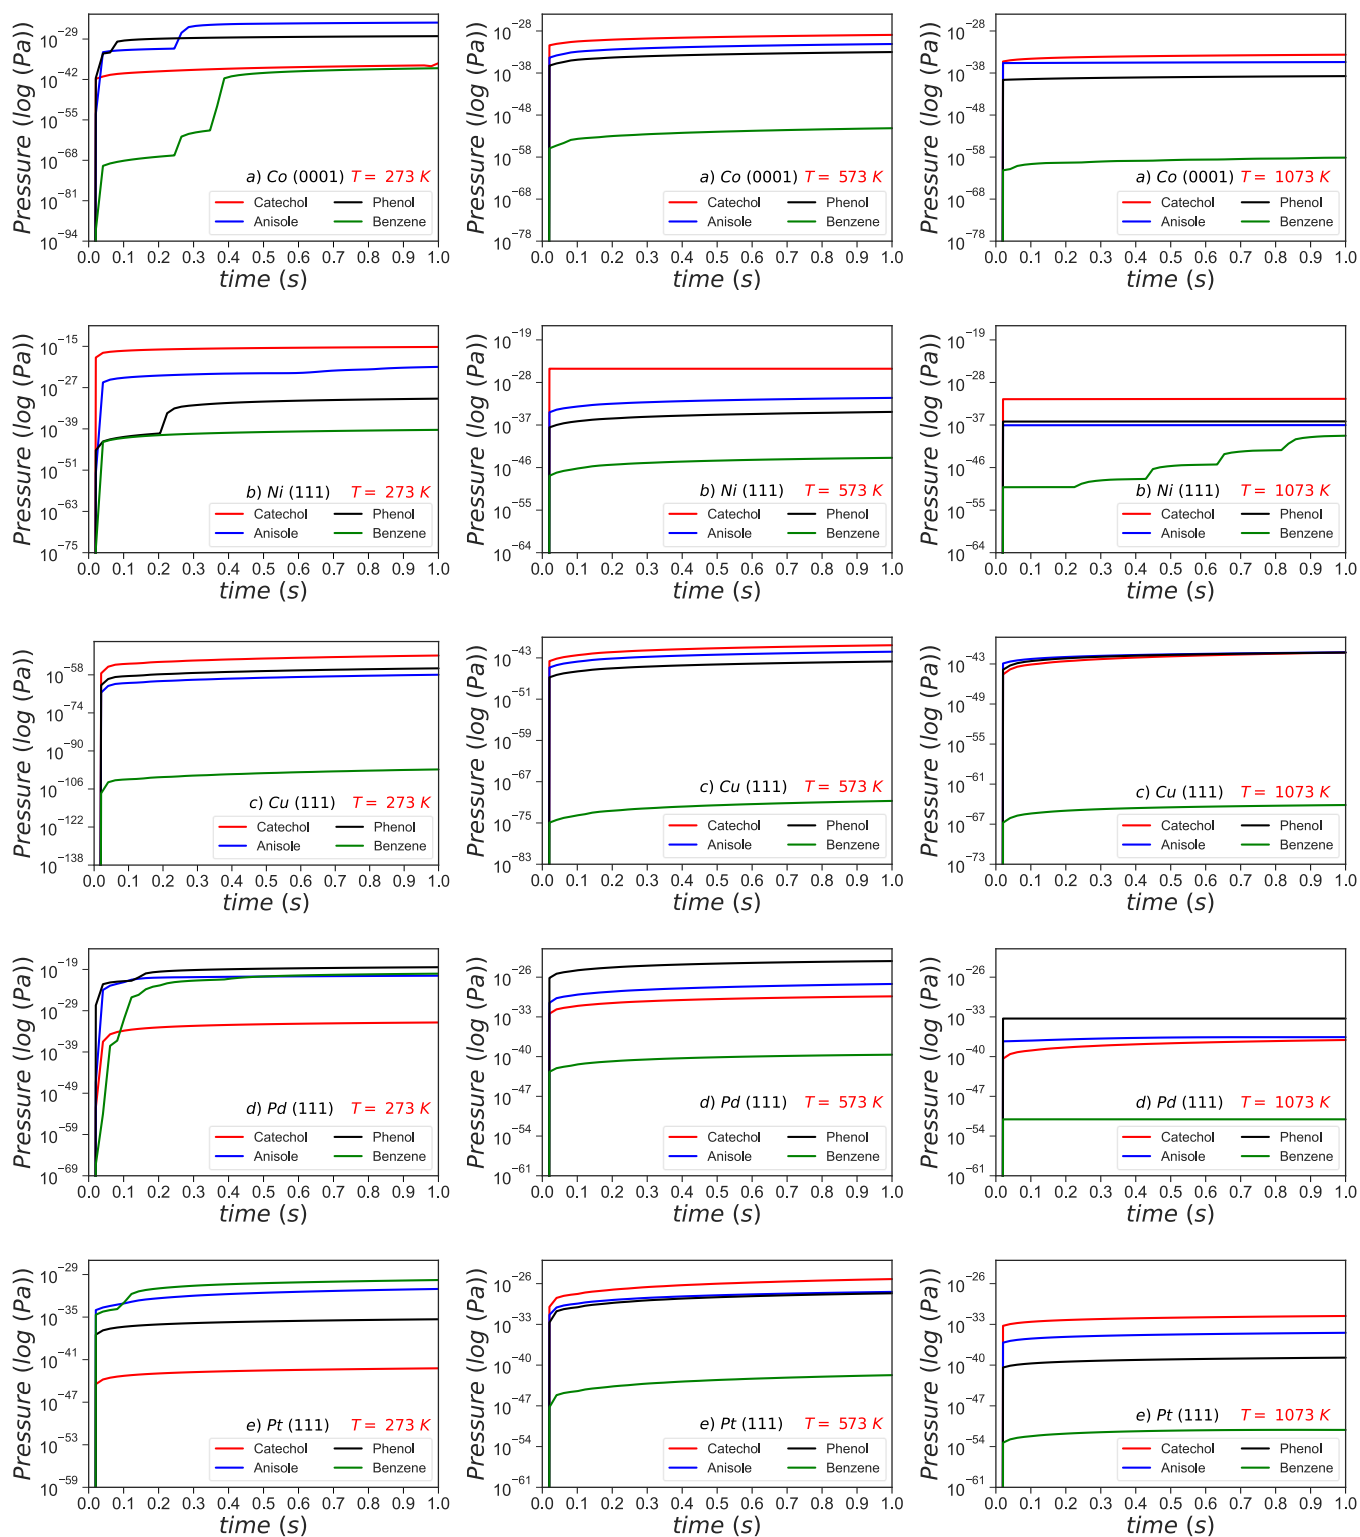 Pressure (log (Pa))
10^−29
10^−42
10^−55
10^−68
10^−81
10^−94
a) Co (0001) T = 273 K
Catechol Phenol
Anisole Benzene
0.0 0.1 0.2 0.3 0.4 0.5 0.6 0.7 0.8 0.9 1.0
time (s)
Pressure (log (Pa))
10^−28
10^−38
10^−48
10^−58
10^−68
10^−78
a) Co (0001) T = 573 K
Catechol Phenol
Anisole Benzene
0.0 0.1 0.2 0.3 0.4 0.5 0.6 0.7 0.8 0.9 1.0
time (s)
Pressure (log (Pa))
10^−28
10^−38
10^−48
10^−58
10^−68
10^−78
a) Co (0001) T = 1073 K
Catechol Phenol
Anisole Benzene
0.0 0.1 0.2 0.3 0.4 0.5 0.6 0.7 0.8 0.9 1.0
time (s)
Pressure (log (Pa))
10^−15
10^−27
10^−39
10^−51
10^−63
10^−75
b) Ni (111) T = 273 K
Catechol Phenol
Anisole Benzene
0.0 0.1 0.2 0.3 0.4 0.5 0.6 0.7 0.8 0.9 1.0
time (s)
Pressure (log (Pa))
10^−19
10^−28
10^−37
10^−46
10^−55
10^−64
b) Ni (111) T = 573 K
Catechol Phenol
Anisole Benzene
0.0 0.1 0.2 0.3 0.4 0.5 0.6 0.7 0.8 0.9 1.0
time (s)
Pressure (log (Pa))
10^−19
10^−28
10^−37
10^−46
10^−55
10^−64
b) Ni (111) T = 1073 K
Catechol Phenol
Anisole Benzene
0.0 0.1 0.2 0.3 0.4 0.5 0.6 0.7 0.8 0.9 1.0
time (s)
Pressure (log (Pa))
10^−58
10^−74
10^−90
10^−106
10^−122
10^−138
c) Cu (111) T = 273 K
Catechol Phenol
Anisole Benzene
0.0 0.1 0.2 0.3 0.4 0.5 0.6 0.7 0.8 0.9 1.0
time (s)
Pressure (log (Pa))
10^−43
10^−51
10^−59
10^−67
10^−75
10^−83
c) Cu (111) T = 573 K
Catechol Phenol
Anisole Benzene
0.0 0.1 0.2 0.3 0.4 0.5 0.6 0.7 0.8 0.9 1.0
time (s)
Pressure (log (Pa))
10^−43
10^−49
10^−55
10^−61
10^−67
10^−73
c) Cu (111) T = 1073 K
Catechol Phenol
Anisole Benzene
0.0 0.1 0.2 0.3 0.4 0.5 0.6 0.7 0.8 0.9 1.0
time (s)
Pressure (log (Pa))
10^−19
10^−29
10^−39
10^−49
10^−59
10^−69
d) Pd (111) T = 273 K
Catechol Phenol
Anisole Benzene
0.0 0.1 0.2 0.3 0.4 0.5 0.6 0.7 0.8 0.9 1.0
time (s)
Pressure (log (Pa))
10^−26
10^−33
10^−40
10^−47
10^−54
10^−61
d) Pd (111) T = 573 K
Catechol Phenol
Anisole Benzene
0.0 0.1 0.2 0.3 0.4 0.5 0.6 0.7 0.8 0.9 1.0
time (s)
Pressure (log (Pa))
10^−26
10^−33
10^−40
10^−47
10^−54
10^−61
d) Pd (111) T = 1073 K
Catechol Phenol
Anisole Benzene
0.0 0.1 0.2 0.3 0.4 0.5 0.6 0.7 0.8 0.9 1.0
time (s)
Pressure (log (Pa))
10^−29
10^−35
10^−41
10^−47
10^−53
10^−59
e) Pt (111) T = 273 K
Catechol Phenol
Anisole Benzene
0.0 0.1 0.2 0.3 0.4 0.5 0.6 0.7 0.8 0.9 1.0
time (s)
Pressure (log (Pa))
10^−26
10^−33
10^−40
10^−47
10^−54
10^−61
e) Pt (111) T = 573 K
Catechol Phenol
Anisole Benzene
0.0 0.1 0.2 0.3 0.4 0.5 0.6 0.7 0.8 0.9 1.0
time (s)
Pressure (log (Pa))
10^−26
10^−33
10^−40
10^−47
10^−54
10^−61
e) Pt (111) T = 1073 K
Catechol Phenol
Anisole Benzene
0.0 0.1 0.2 0.3 0.4 0.5 0.6 0.7 0.8 0.9 1.0
time (s)